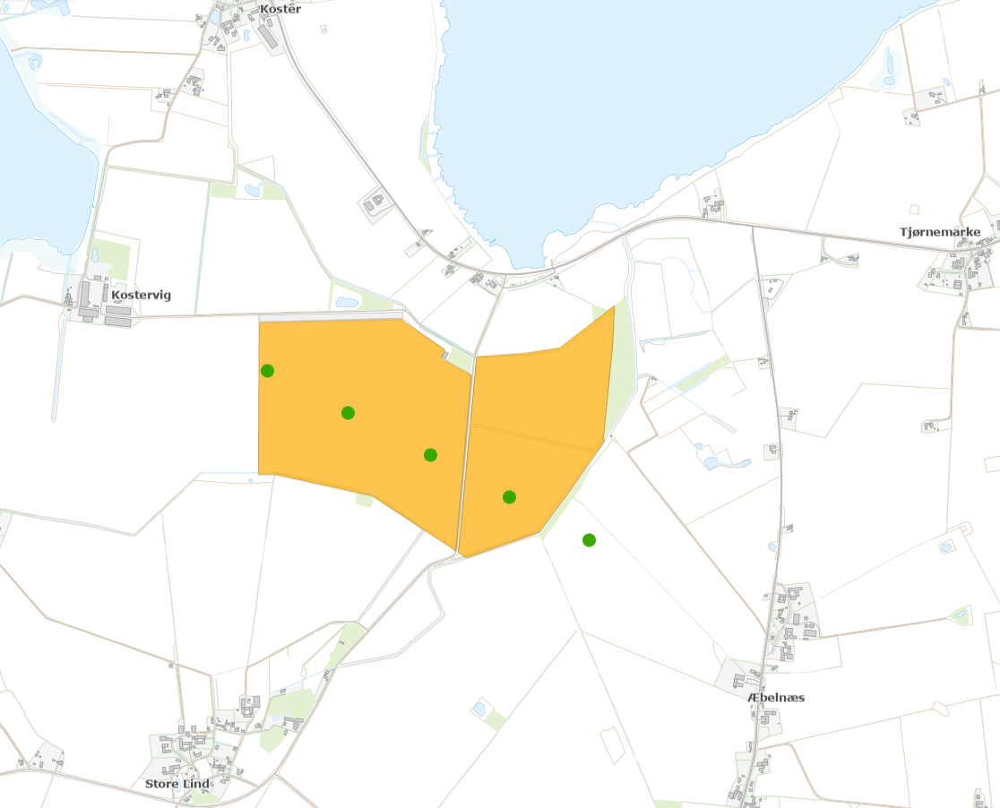 Koster
Tjørnemarke
Kostervig
Æbelnæs
Store Lind